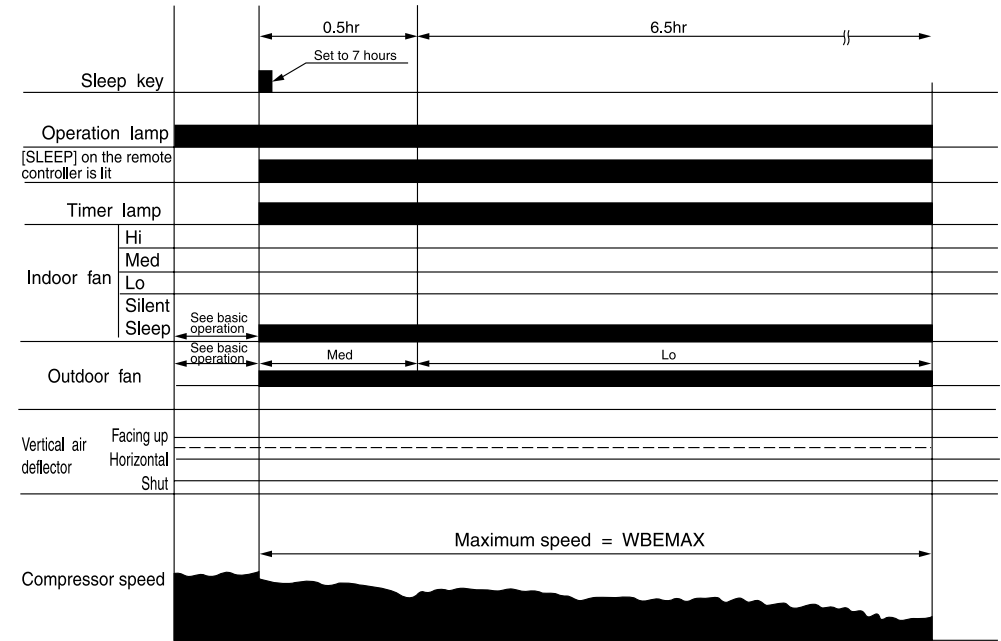 0.5hr
6.5hr
Set to 7 hours
Sleep key
Operation lamp
[SLEEP] on the remote
controller is lit
Timer lamp
Indoor fan
Hi
Med
Lo
Silent
Sleep
See basic
operation
See basic
operation
Med
Lo
Outdoor fan
Vertical air
deflector
Facing up
Horizontal
Shut
Maximum speed = WBEMAX
Compressor speed